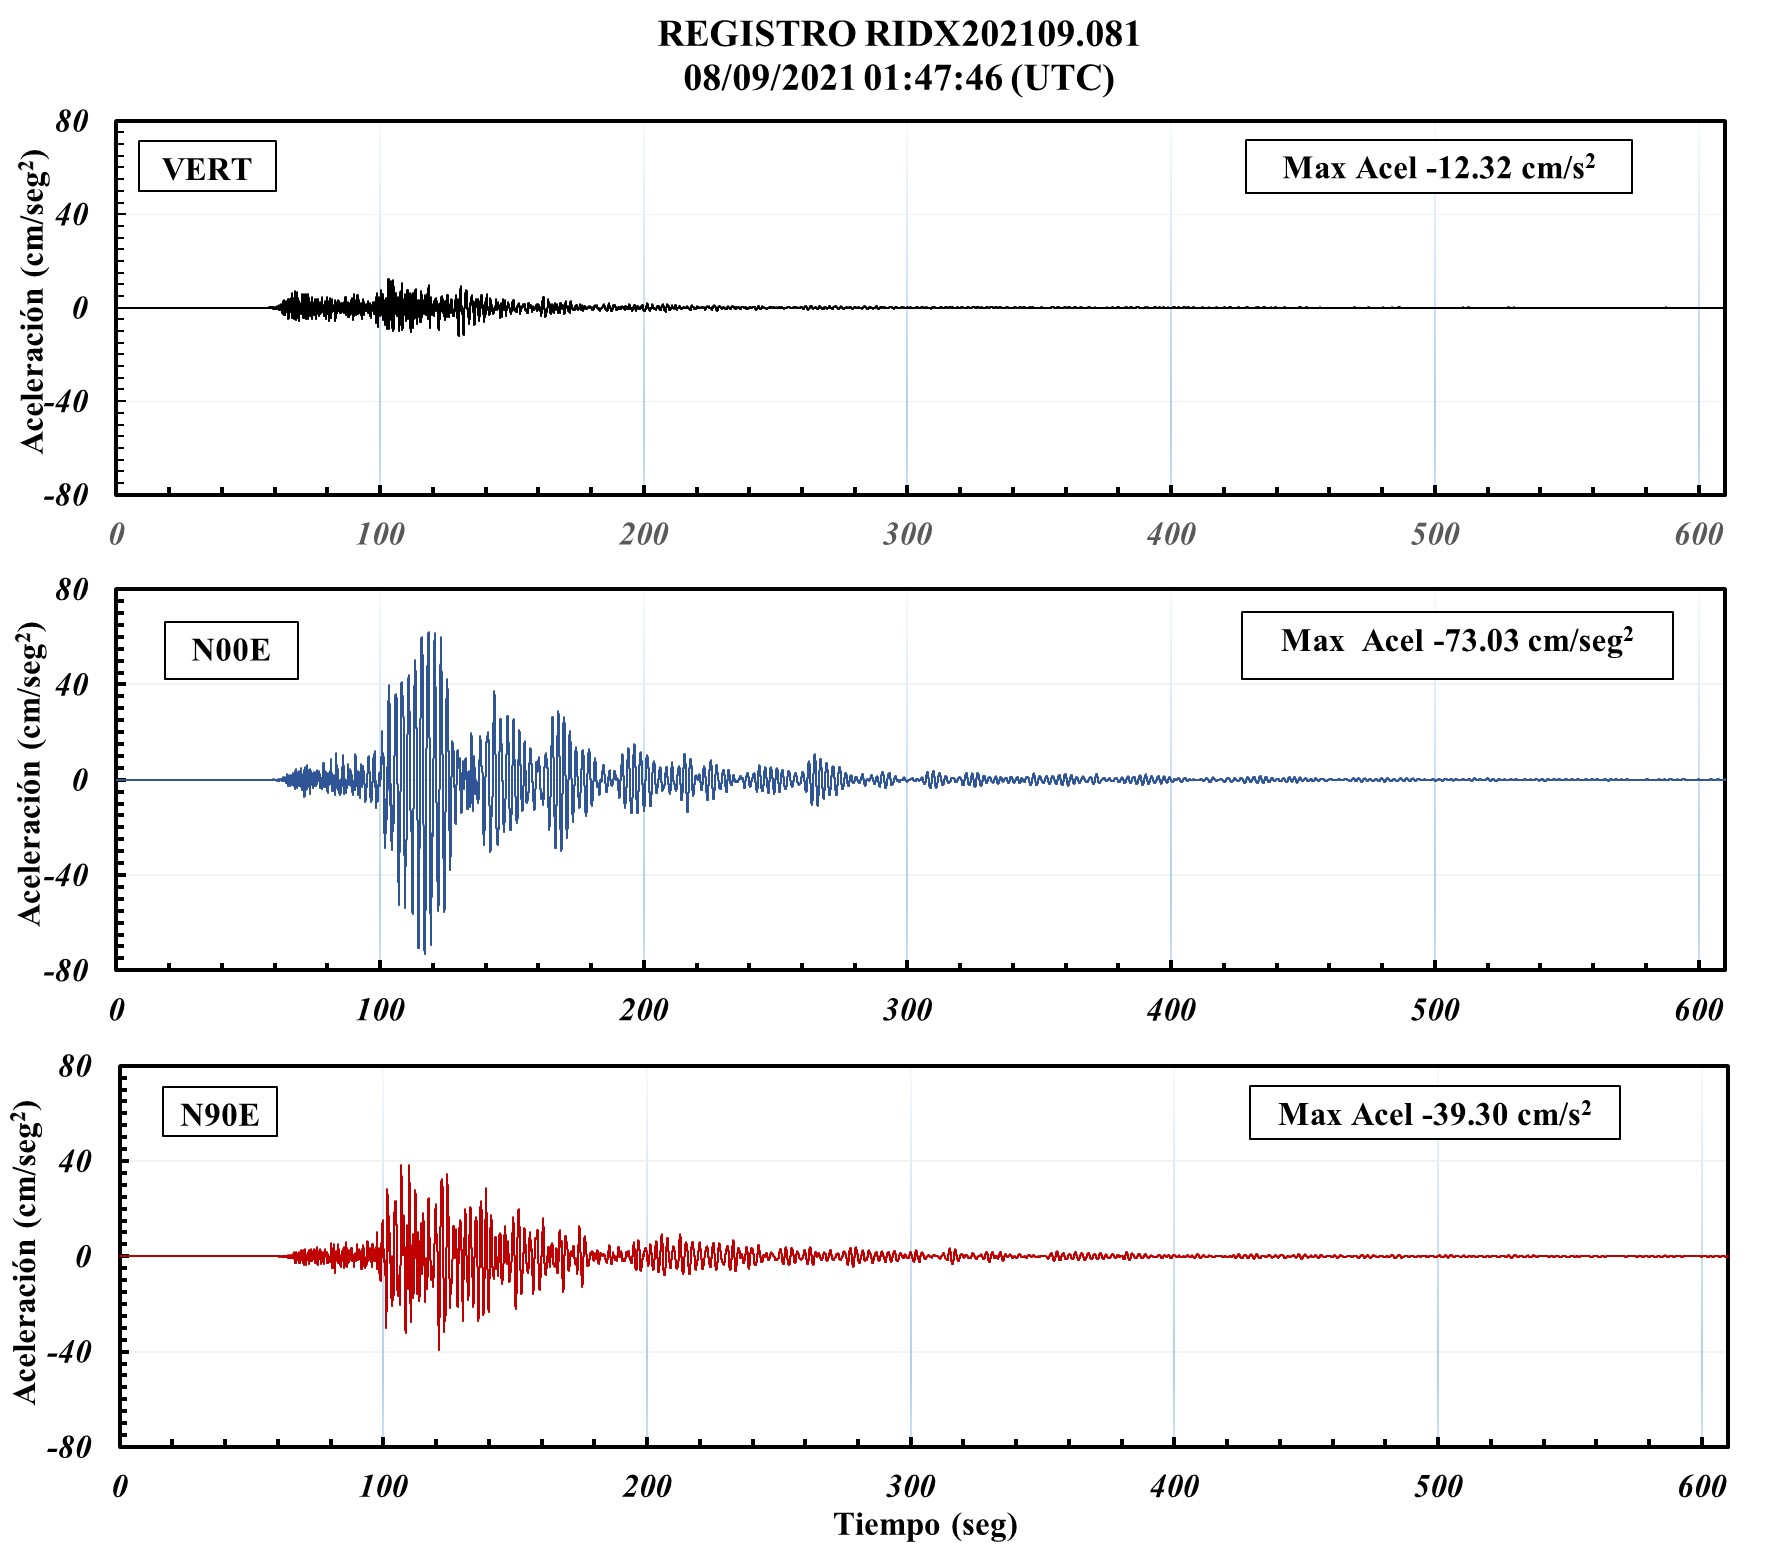 REGISTRO RIDX202109.081
08/09/2021 01:47:46 (UTC)
VERT
Max Acel -12.32 cm/s²
Aceleración (cm/seg²)
80
40
0
-40
-80
0 100 200 300 400 500 600
N00E
Max Acel -73.03 cm/seg²
Aceleración (cm/seg²)
80
40
0
-40
-80
0 100 200 300 400 500 600
N90E
Max Acel -39.30 cm/s²
Aceleración (cm/seg²)
80
40
0
-40
-80
0 100 200 300 400 500 600
Tiempo (seg)